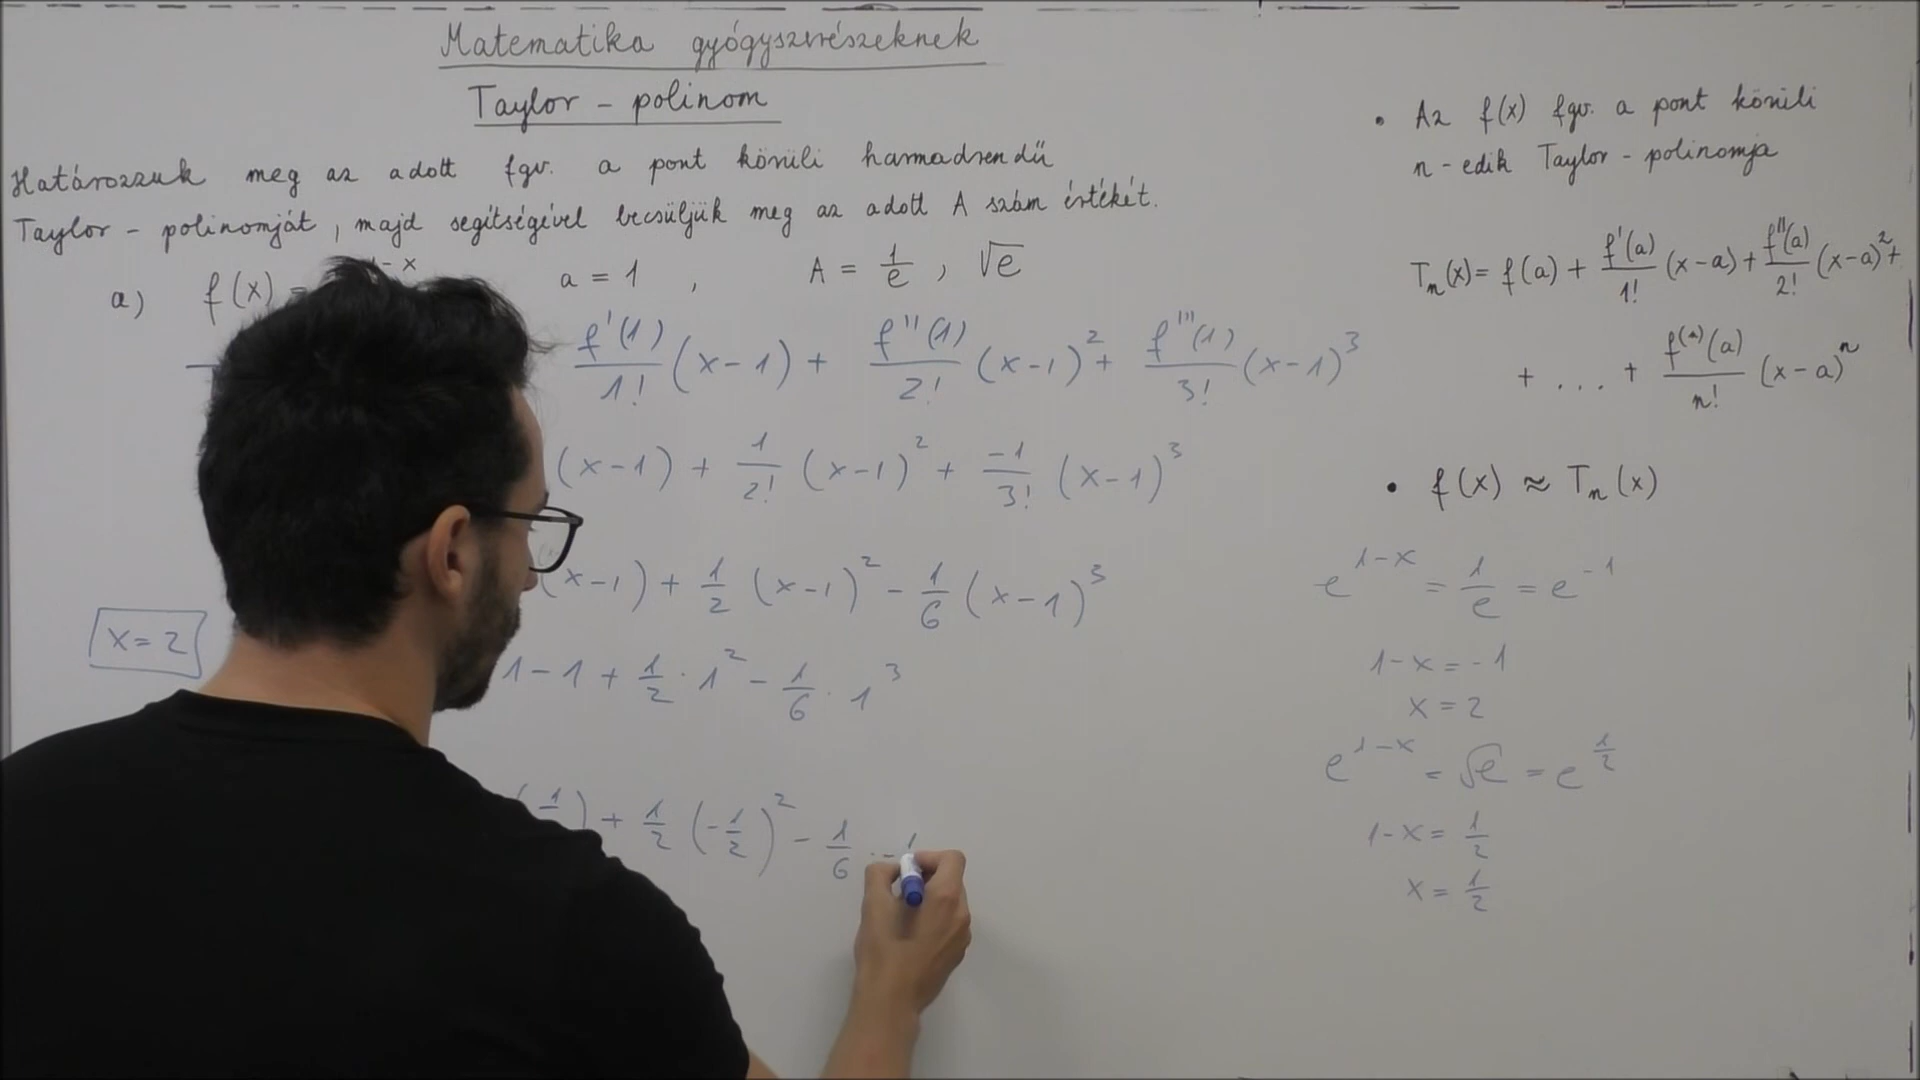 Matematika gyógyszerészeknek
Taylor - polinom
Határozzuk meg az adott fgv. a pont körüli harmadrendű
Taylor - polinomját, majd segítségével becsüljük meg az adott A szám értékét.
a) f(x) = 1-x a = 1 , A = 1/e , √e
f'(1)/1! (x-1) + f''(1)/2! (x-1)² + f'''(1)/3! (x-1)³
(x-1) + 1/2! (x-1)² + -1/3! (x-1)³
(x-1) + 1/2 (x-1)² - 1/6 (x-1)³
x = 2
1 - 1 + 1/2 · 1² - 1/6 · 1³
+ 1/2 (-1/2)² - 1/6 ·
• Az f(x) fgv. a pont körüli
n-edik Taylor - polinomja
Tₙ(x) = f(a) + f'(a)/1! (x-a) + f''(a)/2! (x-a)² +
+ ... + f⁽ⁿ⁾(a)/n! (x-a)ⁿ
• f(x) ≈ Tₙ(x)
e^(1-x) = 1/e = e^(-1)
1-x = -1
x = 2
e^(1-x) = √e = e^(1/2)
1-x = 1/2
x = 1/2